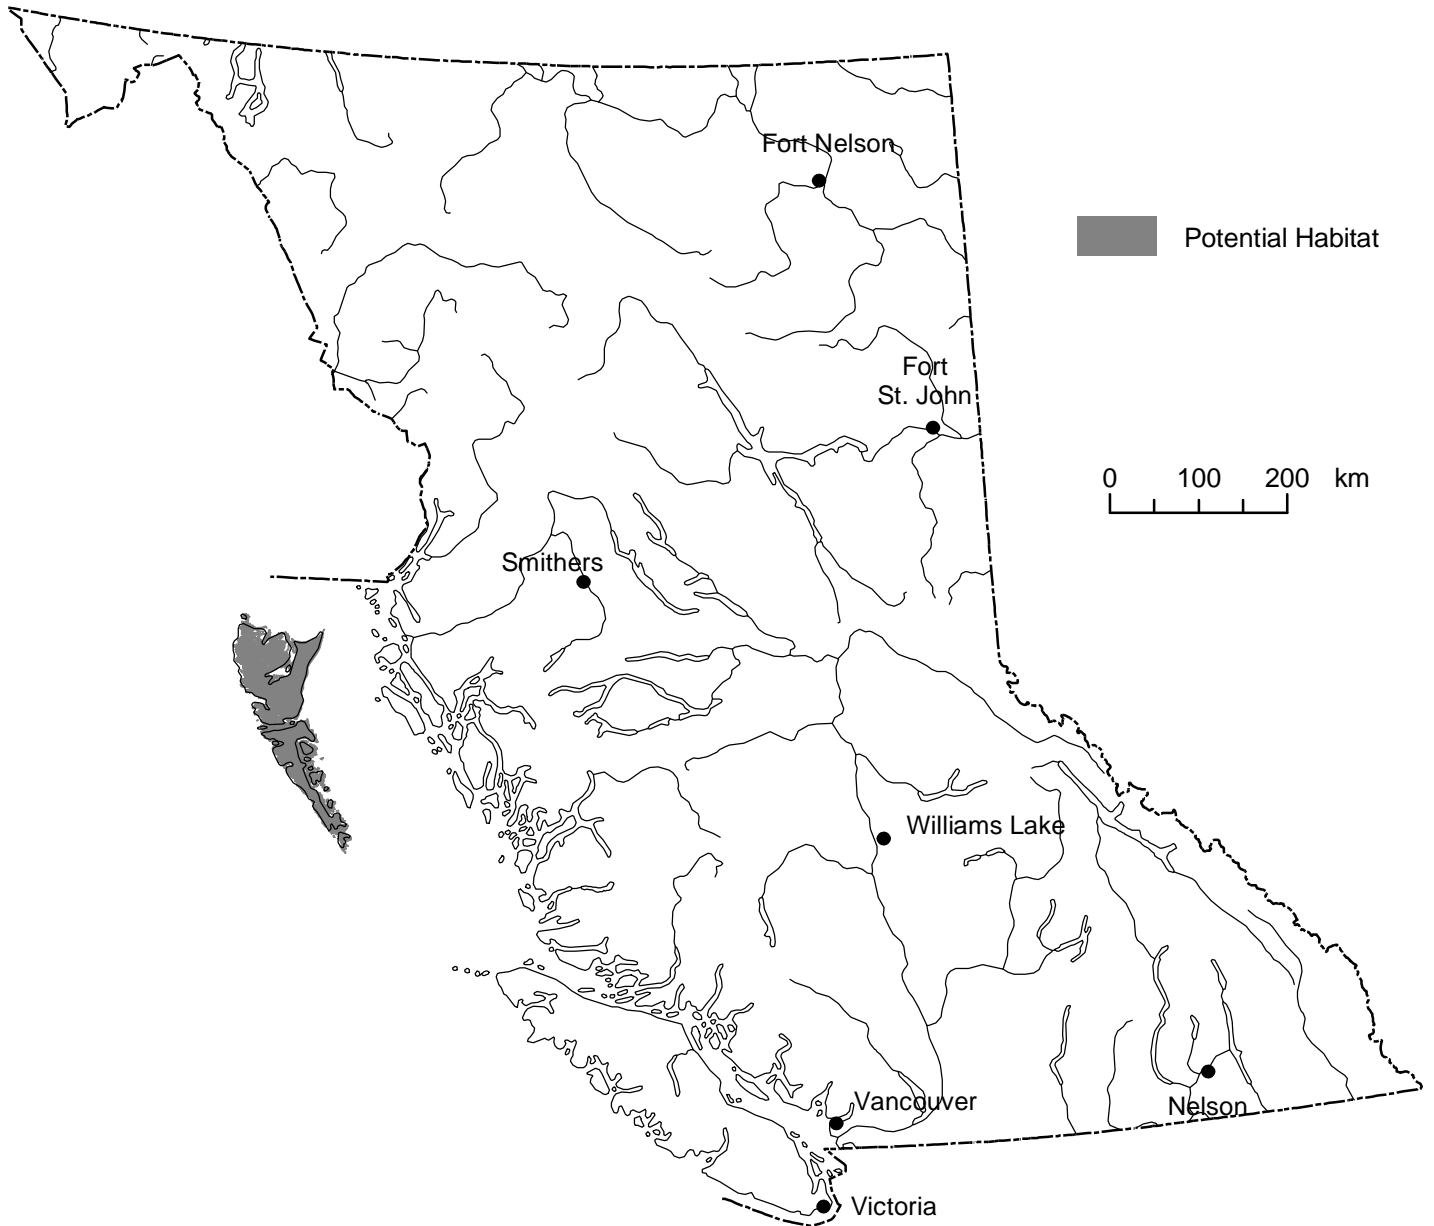 Fort Nelson
Potential Habitat
Fort
St. John
0 100 200 km
Smithers
Williams Lake
Vancouver
Nelson
Victoria